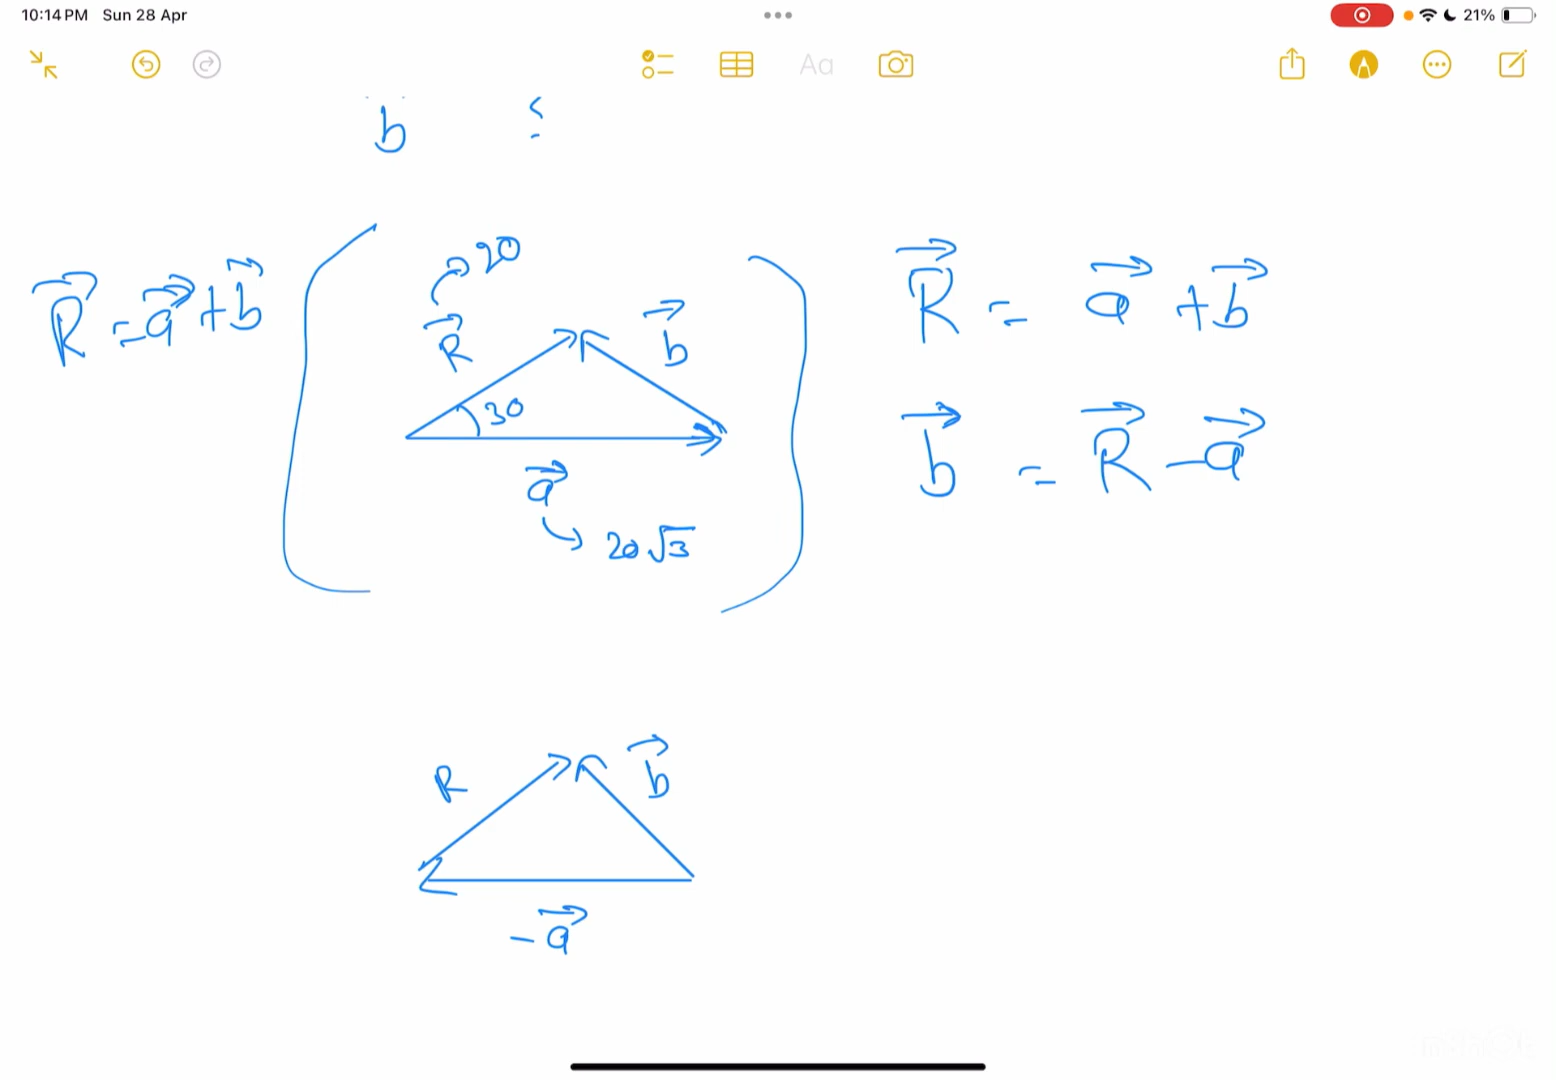 10:14 PM Sun 28 Apr
21%
Aa
b ?
20
R⃗ = a⃗ + b⃗
R⃗
b⃗
30
a⃗
20√3
R⃗ = a⃗ + b⃗
b⃗ = R⃗ - a⃗
R
b⃗
-a⃗